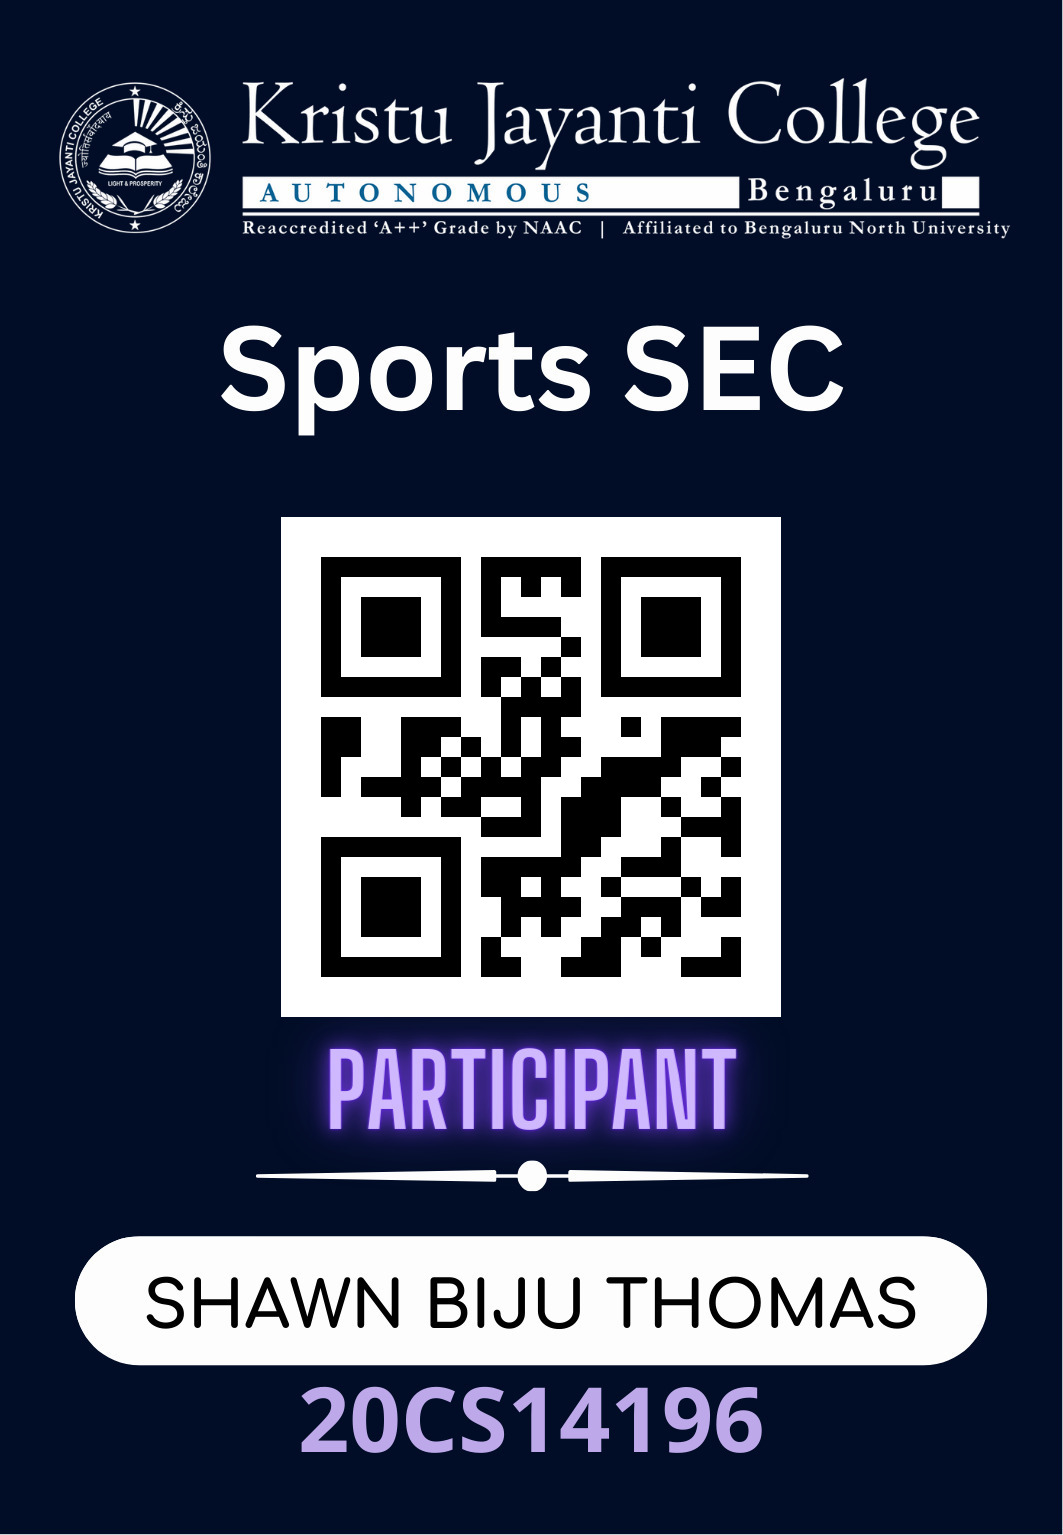 KRISTU JAYANTI COLLEGE
ಕ್ರಿಸ್ತು ಜಯಂತಿ ಕಾಲೇಜು
LIGHT & PROSPERITY
Kristu Jayanti College
AUTONOMOUS Bengaluru
Reaccredited ‘A++’ Grade by NAAC | Affiliated to Bengaluru North University
Sports SEC
PARTICIPANT
SHAWN BIJU THOMAS
20CS14196